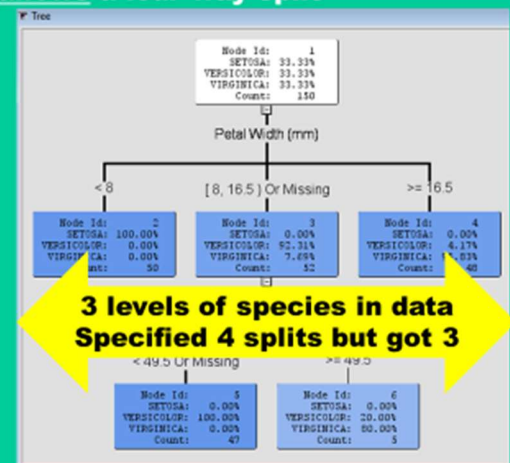 a four way split
Tree
Node Id: 1
SETOSA: 33.33%
VERSICOLOR: 33.33%
VIRGINICA: 33.33%
Count: 150
Petal Width (mm)
< 8
[ 8, 16.5 ) Or Missing
>= 16.5
Node Id: 2
SETOSA: 100.00%
VERSICOLOR: 0.00%
VIRGINICA: 0.00%
Count: 50
Node Id: 3
SETOSA: 0.00%
VERSICOLOR: 92.31%
VIRGINICA: 7.69%
Count: 52
Node Id: 4
SETOSA: 0.00%
VERSICOLOR: 4.17%
48
3 levels of species in data
Specified 4 splits but got 3
< 49.5 Or Missing
>= 49.5
Node Id: 5
SETOSA: 0.00%
VERSICOLOR: 100.00%
VIRGINICA: 0.00%
Count: 47
Node Id: 6
SETOSA: 0.00%
VERSICOLOR: 20.00%
VIRGINICA: 80.00%
Count: 5